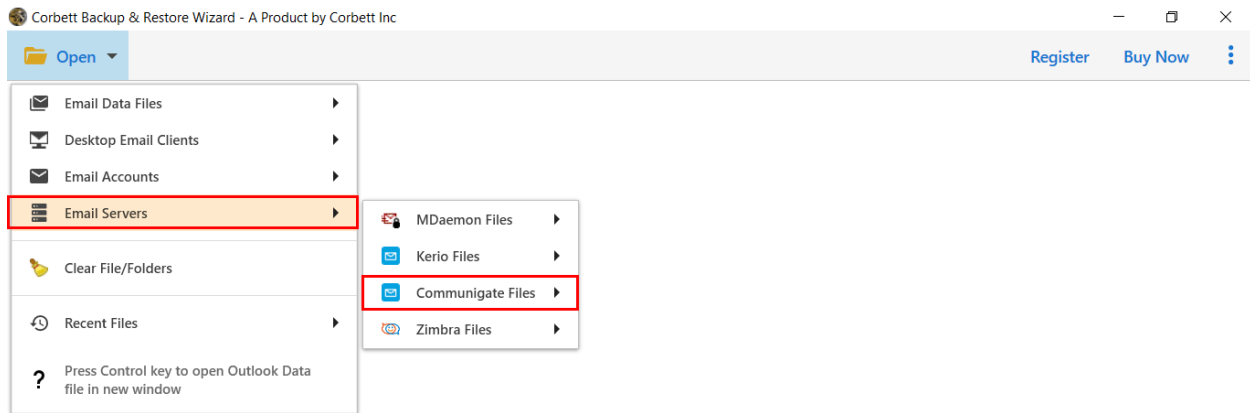 Corbett Backup & Restore Wizard - A Product by Corbett Inc
Open
Register
Buy Now
Email Data Files
Desktop Email Clients
Email Accounts
Email Servers
Clear File/Folders
Recent Files
? Press Control key to open Outlook Data
file in new window
MDaemon Files
Kerio Files
Communigate Files
Zimbra Files